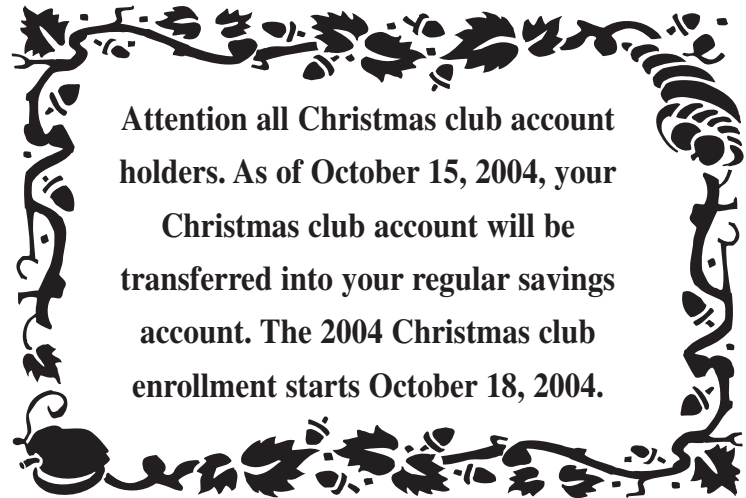 Attention all Christmas club account
holders. As of October 15, 2004, your
Christmas club account will be
transferred into your regular savings
account. The 2004 Christmas club
enrollment starts October 18, 2004.